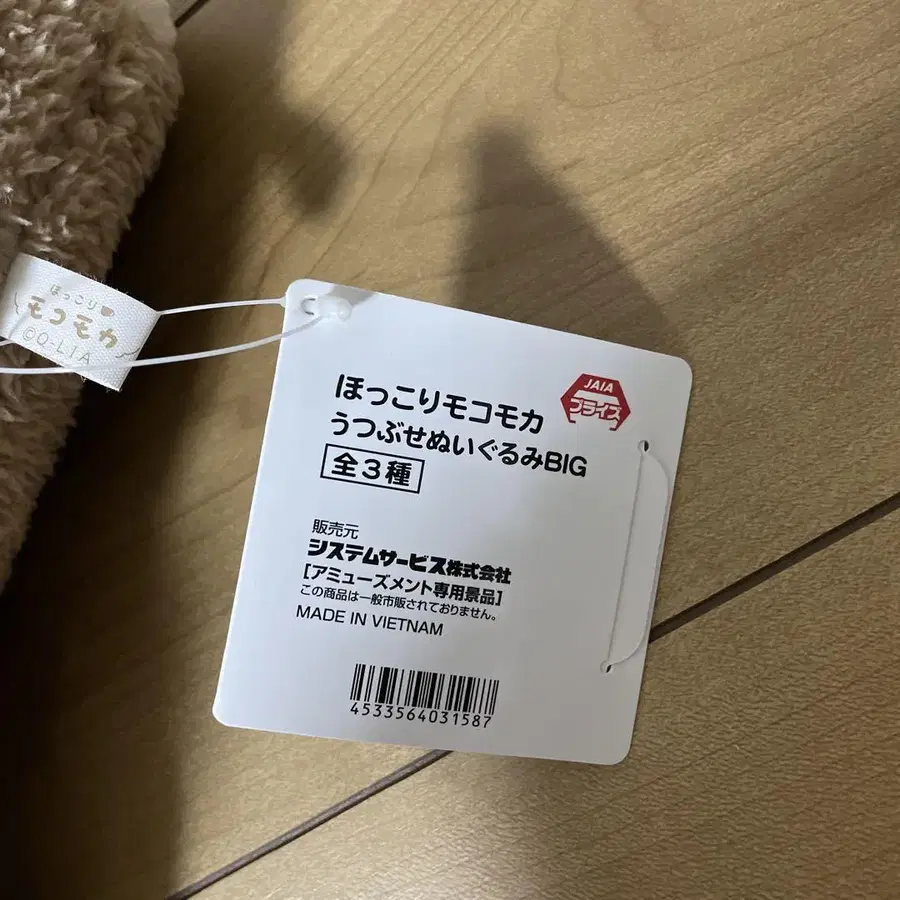 ほっこり
モコモカ
©Q-LIA
JAIA
プライズ
ほっこりモコモカ
うつぶせぬいぐるみBIG
全3種
販売元
システムサービス株式会社
[アミューズメント専用景品]
この商品は一般市販されておりません。
MADE IN VIETNAM
4533564031587